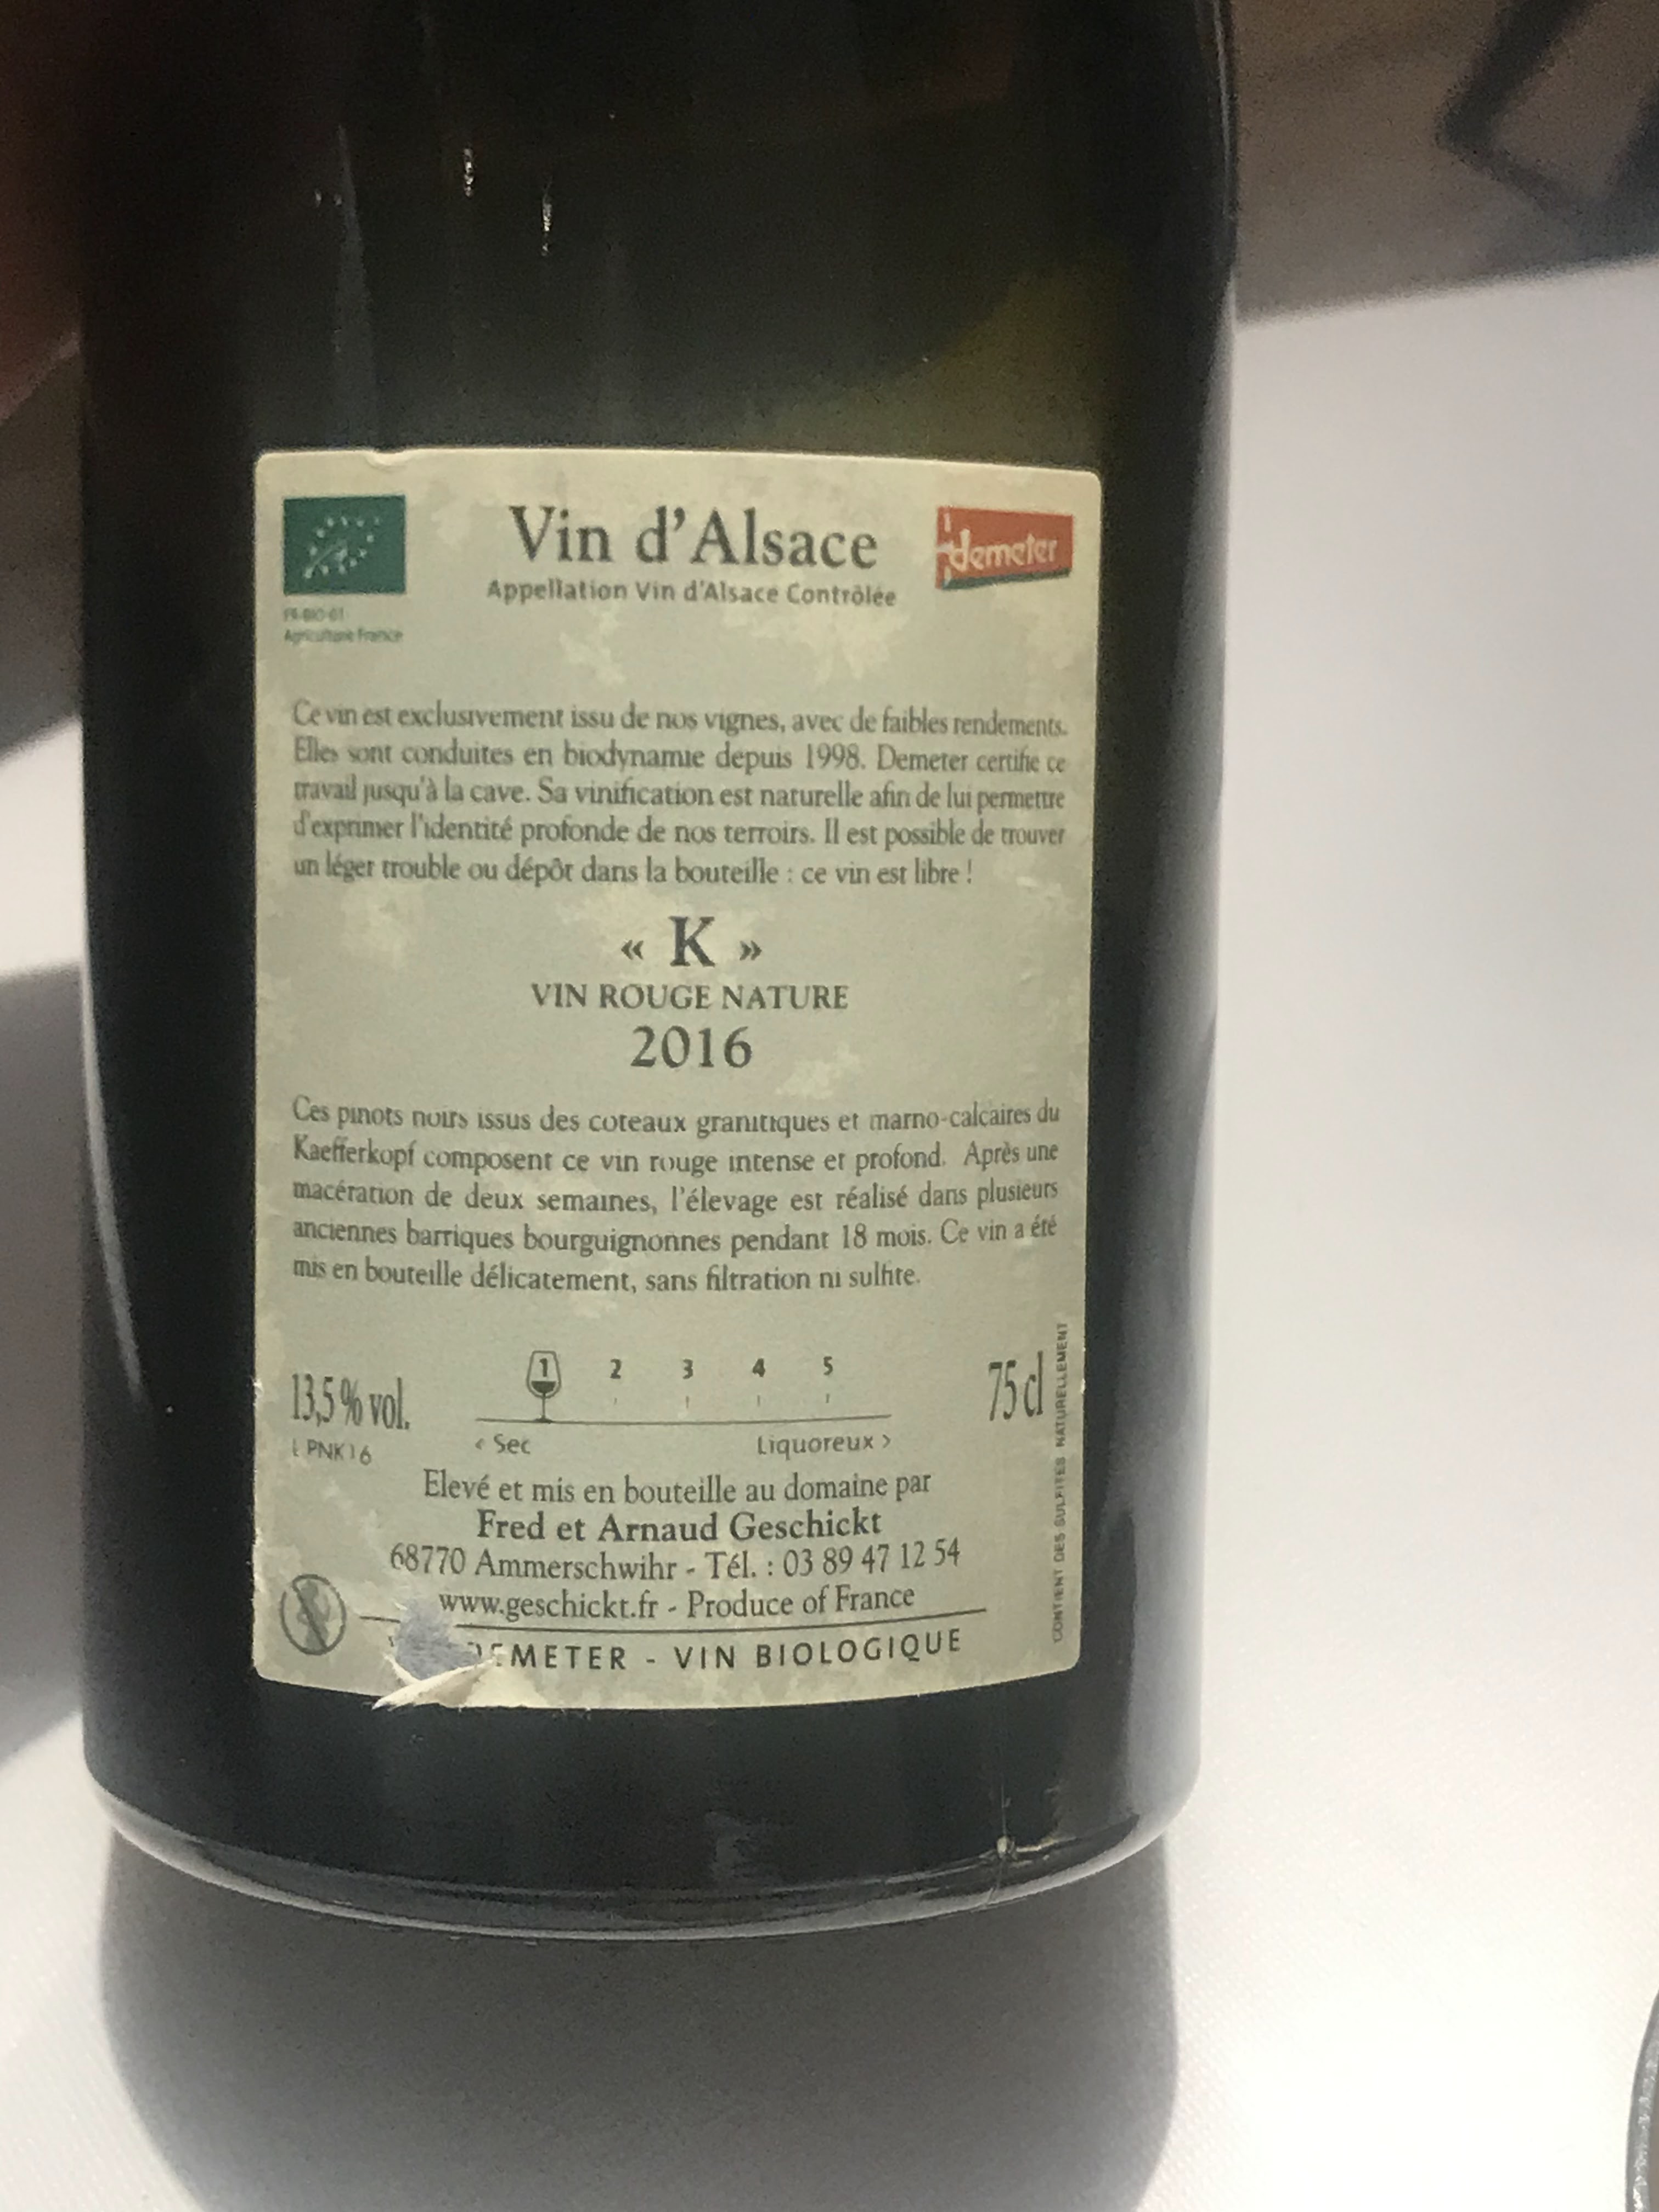 Vin d'Alsace
demeter
Appellation Vin d'Alsace Contrôlée
FR-BIO-01
Agriculture France
Ce vin est exclusivement issu de nos vignes, avec de faibles rendements.
Elles sont conduites en biodynamie depuis 1998. Demeter certifie ce
travail jusqu'à la cave. Sa vinification est naturelle afin de lui permettre
d'exprimer l'identité profonde de nos terroirs. Il est possible de trouver
un léger trouble ou dépôt dans la bouteille : ce vin est libre !
« K »
VIN ROUGE NATURE
2016
Ces pinots noirs issus des coteaux granitiques et marno-calcaires du
Kaefferkopf composent ce vin rouge intense et profond. Après une
macération de deux semaines, l'élevage est réalisé dans plusieurs
anciennes barriques bourguignonnes pendant 18 mois. Ce vin a été
mis en bouteille délicatement, sans filtration ni sulfite.
1 2 3 4 5
13,5 % vol.
75 cl
L PNK16
< Sec Liquoreux >
Elevé et mis en bouteille au domaine par
Fred et Arnaud Geschickt
68770 Ammerschwihr - Tél. : 03 89 47 12 54
www.geschickt.fr - Produce of France
DEMETER - VIN BIOLOGIQUE
CONTIENT DES SULFITES NATURELLEMENT